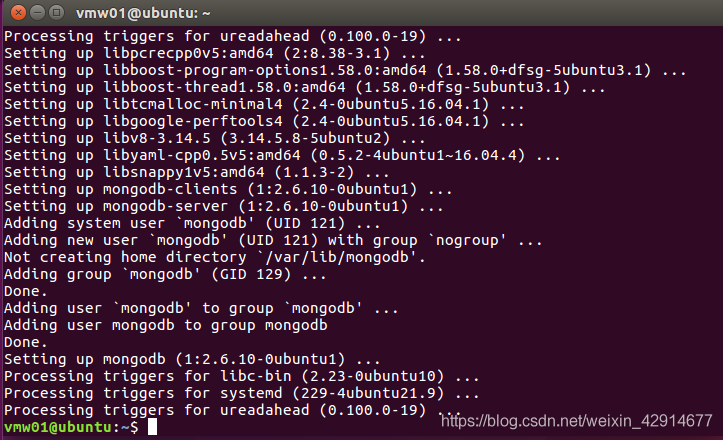 vmw01@ubuntu: ~
Processing triggers for ureadahead (0.100.0-19) ...
Setting up libpcrecpp0v5:amd64 (2:8.38-3.1) ...
Setting up libboost-program-options1.58.0:amd64 (1.58.0+dfsg-5ubuntu3.1) ...
Setting up libboost-thread1.58.0:amd64 (1.58.0+dfsg-5ubuntu3.1) ...
Setting up libtcmalloc-minimal4 (2.4-0ubuntu5.16.04.1) ...
Setting up libgoogle-perftools4 (2.4-0ubuntu5.16.04.1) ...
Setting up libv8-3.14.5 (3.14.5.8-5ubuntu2) ...
Setting up libyaml-cpp0.5v5:amd64 (0.5.2-4ubuntu1~16.04.4) ...
Setting up libsnappy1v5:amd64 (1.1.3-2) ...
Setting up mongodb-clients (1:2.6.10-0ubuntu1) ...
Setting up mongodb-server (1:2.6.10-0ubuntu1) ...
Adding system user `mongodb' (UID 121) ...
Adding new user `mongodb' (UID 121) with group `nogroup' ...
Not creating home directory `/var/lib/mongodb'.
Adding group `mongodb' (GID 129) ...
Done.
Adding user `mongodb' to group `mongodb' ...
Adding user mongodb to group mongodb
Done.
Setting up mongodb (1:2.6.10-0ubuntu1) ...
Processing triggers for libc-bin (2.23-0ubuntu10) ...
Processing triggers for systemd (229-4ubuntu21.9) ...
Processing triggers for ureadahead (0.100.0-19) ...
vmw01@ubuntu:~$
https://blog.csdn.net/weixin_42914677